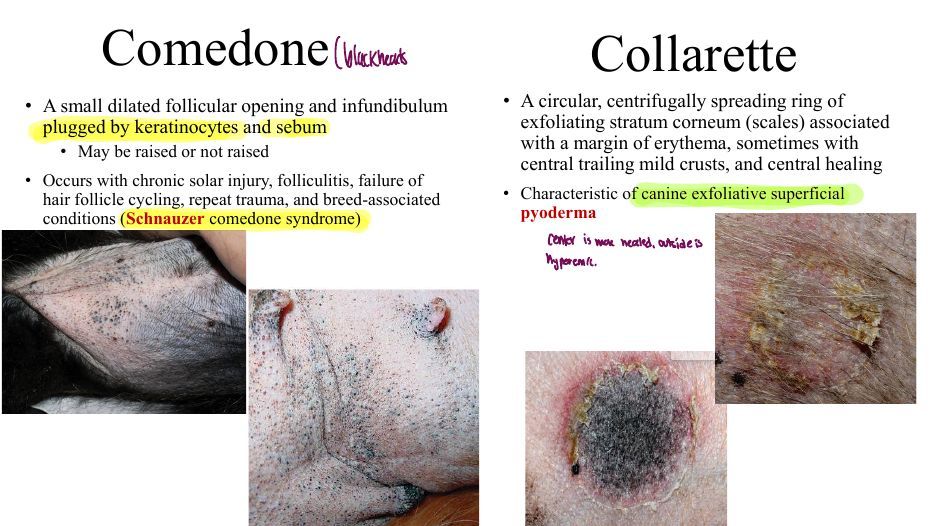 Comedone (blackheads
• A small dilated follicular opening and infundibulum
plugged by keratinocytes and sebum
• May be raised or not raised
• Occurs with chronic solar injury, folliculitis, failure of
hair follicle cycling, repeat trauma, and breed-associated
conditions (Schnauzer comedone syndrome)
Collarette
• A circular, centrifugally spreading ring of
exfoliating stratum corneum (scales) associated
with a margin of erythema, sometimes with
central trailing mild crusts, and central healing
• Characteristic of canine exfoliative superficial
pyoderma
Center is more healed, outside is
hyperemic.